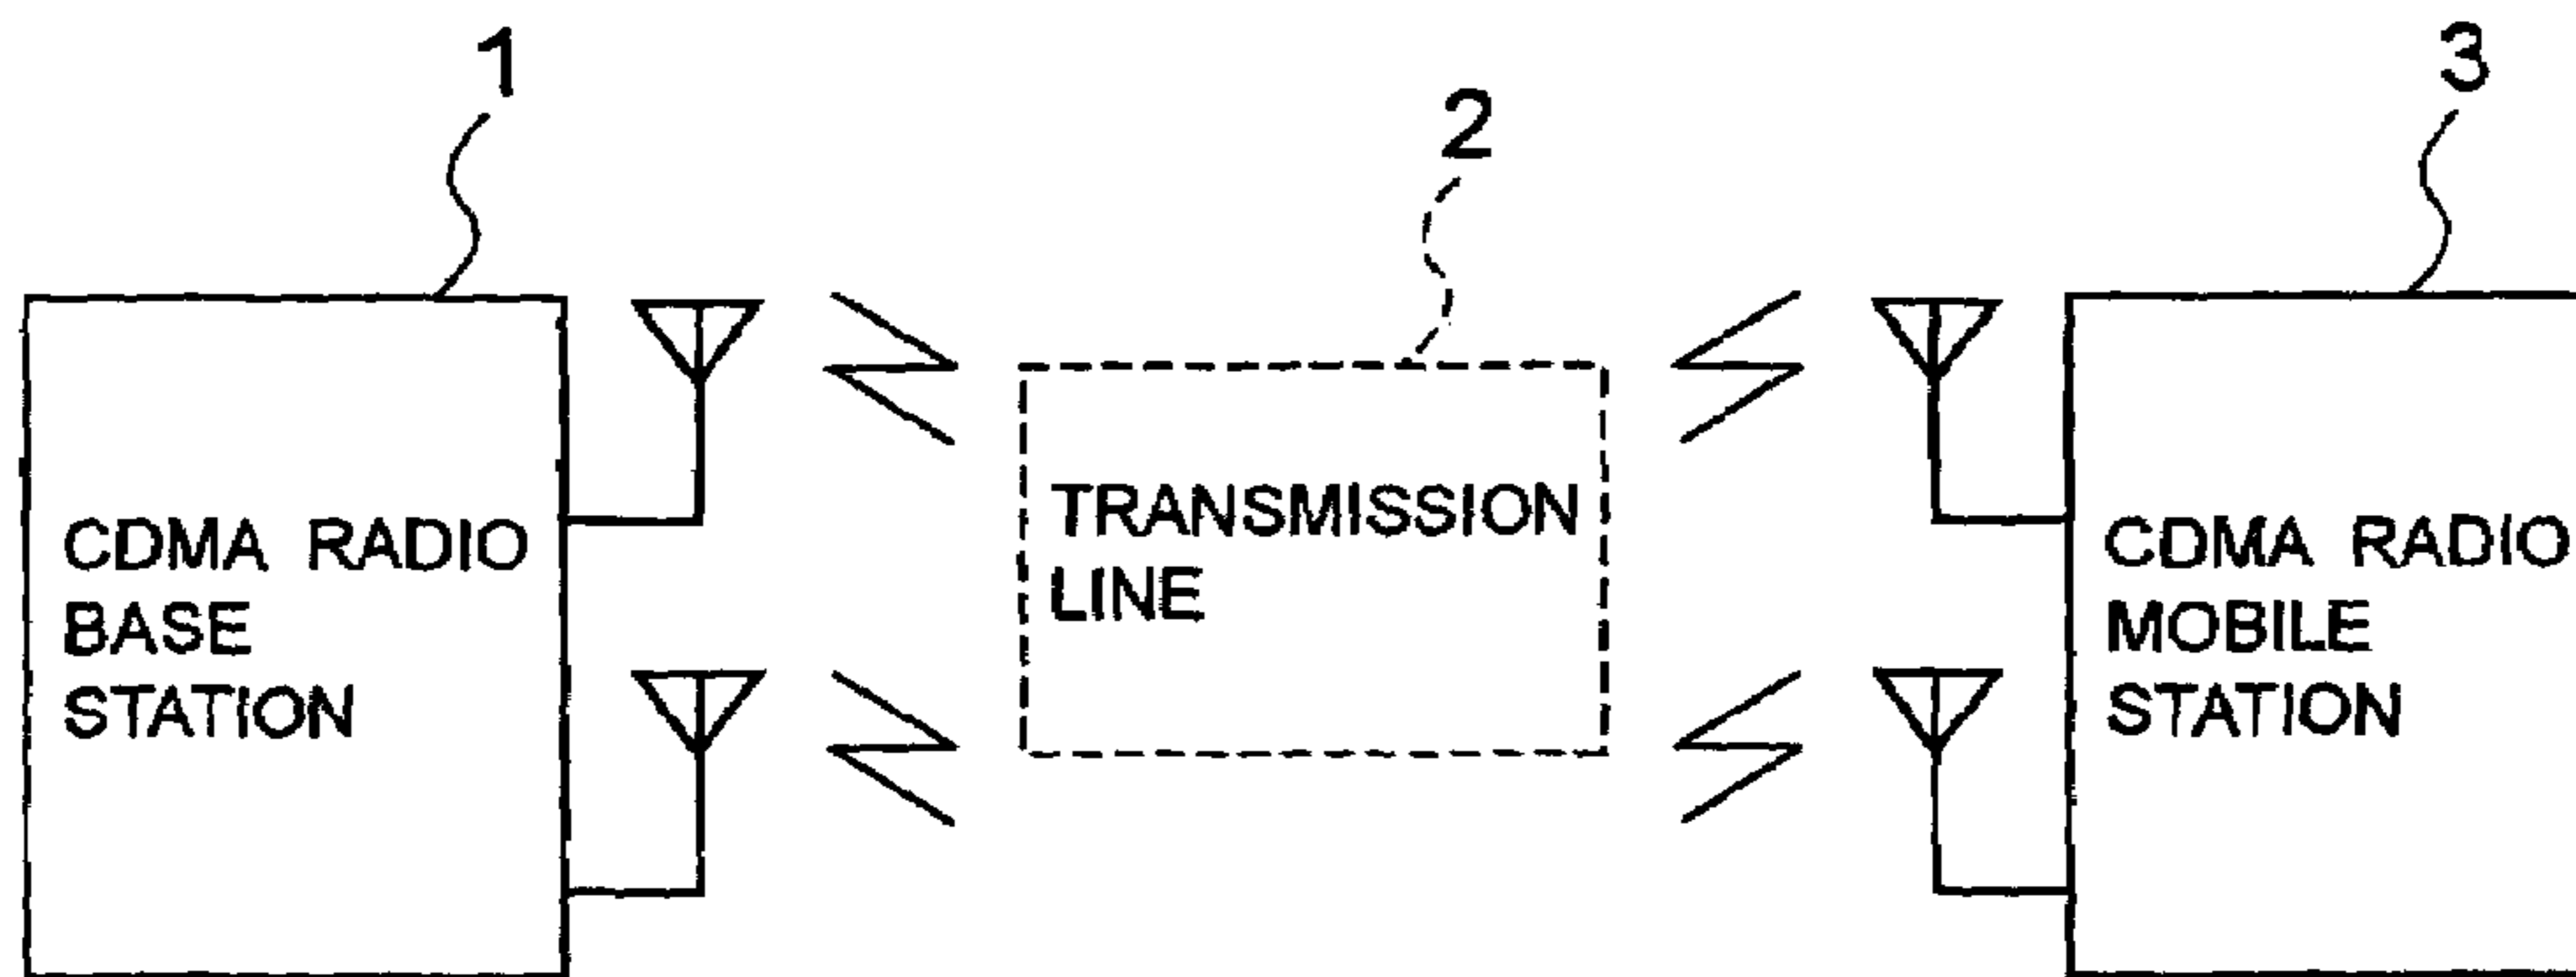 1
2
3
CDMA RADIO
BASE
STATION
TRANSMISSION
LINE
CDMA RADIO
MOBILE
STATION